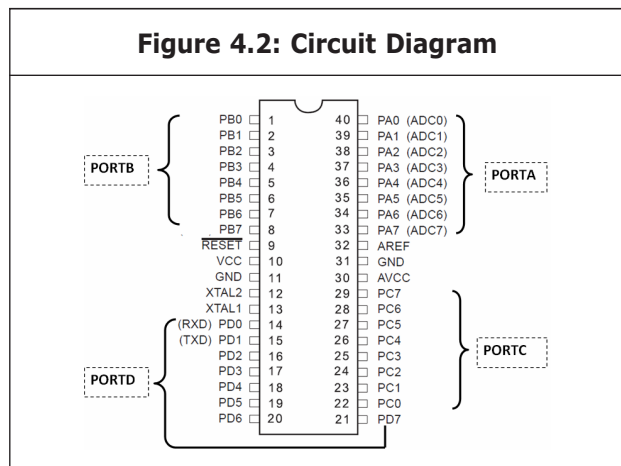 Figure 4.2: Circuit Diagram
PB0 1 40 PA0 (ADC0)
PB1 2 39 PA1 (ADC1)
PB2 3 38 PA2 (ADC2)
PORTB PB3 4 37 PA3 (ADC3) PORTA
PB4 5 36 PA4 (ADC4)
PB5 6 35 PA5 (ADC5)
PB6 7 34 PA6 (ADC6)
PB7 8 33 PA7 (ADC7)
RESET 9 32 AREF
VCC 10 31 GND
GND 11 30 AVCC
XTAL2 12 29 PC7
XTAL1 13 28 PC6
(RXD) PD0 14 27 PC5
(TXD) PD1 15 26 PC4
PD2 16 25 PC3 PORTC
PORTD PD3 17 24 PC2
PD4 18 23 PC1
PD5 19 22 PC0
PD6 20 21 PD7